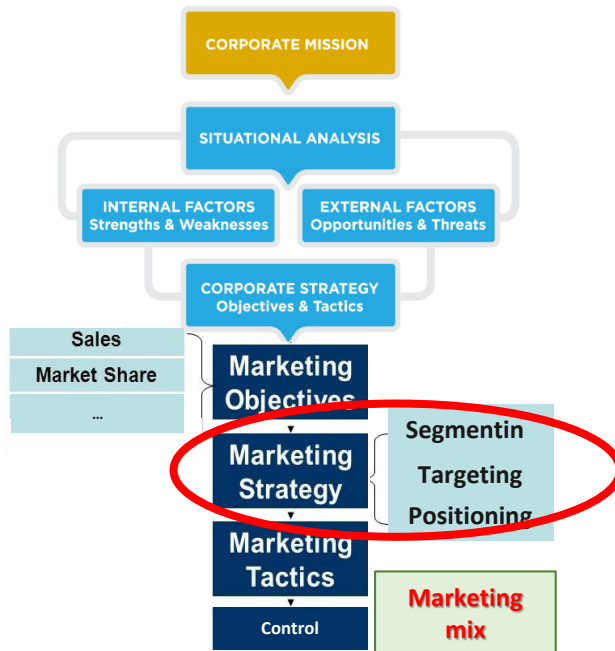 CORPORATE MISSION
SITUATIONAL ANALYSIS
INTERNAL FACTORS
Strengths & Weaknesses
EXTERNAL FACTORS
Opportunities & Threats
CORPORATE STRATEGY
Objectives & Tactics
Sales
Market Share
...
Marketing
Objectives
Marketing
Strategy
Segmentin
Targeting
Positioning
Marketing
Tactics
Control
Marketing
mix